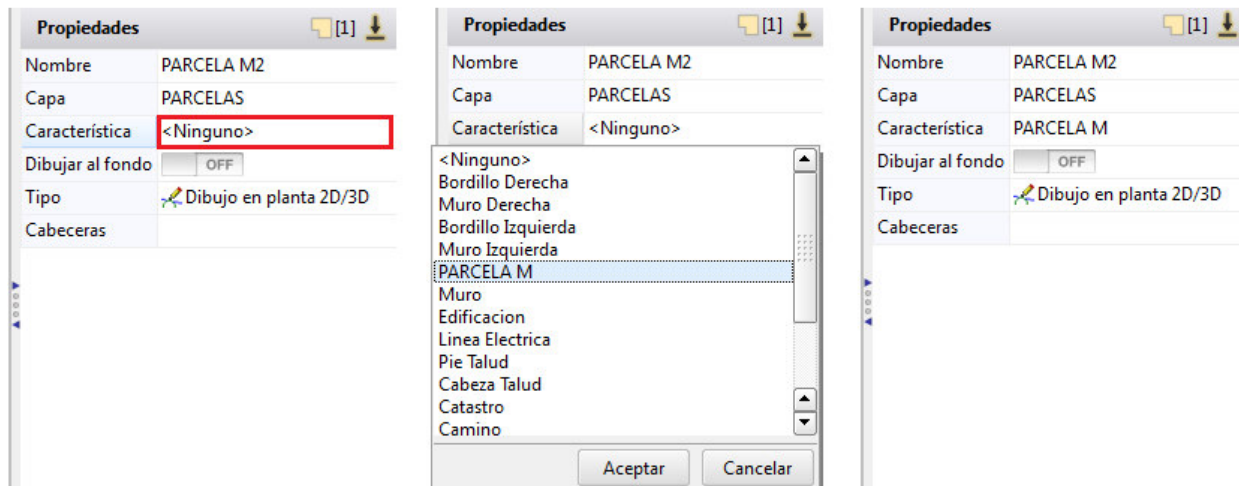 Propiedades [1]
Nombre PARCELA M2
Capa PARCELAS
Característica <Ninguno>
Dibujar al fondo OFF
Tipo Dibujo en planta 2D/3D
Cabeceras
Propiedades [1]
Nombre PARCELA M2
Capa PARCELAS
Característica <Ninguno>
<Ninguno>
Bordillo Derecha
Muro Derecha
Bordillo Izquierda
Muro Izquierda
PARCELA M
Muro
Edificacion
Linea Electrica
Pie Talud
Cabeza Talud
Catastro
Camino
Aceptar Cancelar
Propiedades [1]
Nombre PARCELA M2
Capa PARCELAS
Característica PARCELA M
Dibujar al fondo OFF
Tipo Dibujo en planta 2D/3D
Cabeceras